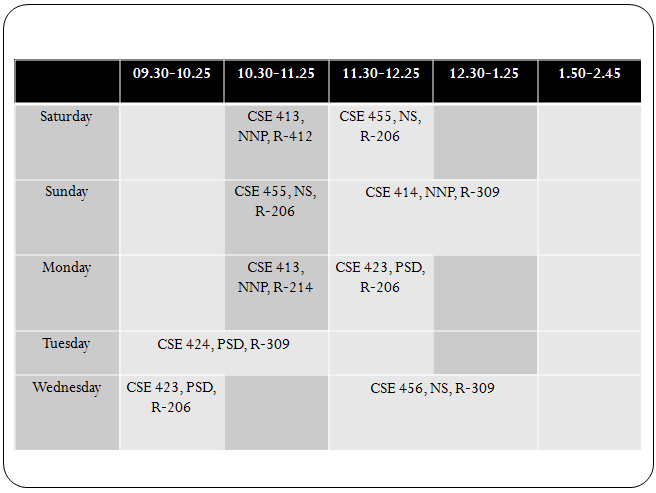 09.30-10.25 10.30-11.25 11.30-12.25 12.30-1.25 1.50-2.45
Saturday
CSE 413,
NNP, R-412
CSE 455, NS,
R-206
Sunday
CSE 455, NS,
R-206
CSE 414, NNP, R-309
Monday
CSE 413,
NNP, R-214
CSE 423, PSD,
R-206
Tuesday
CSE 424, PSD, R-309
Wednesday
CSE 423, PSD,
R-206
CSE 456, NS, R-309